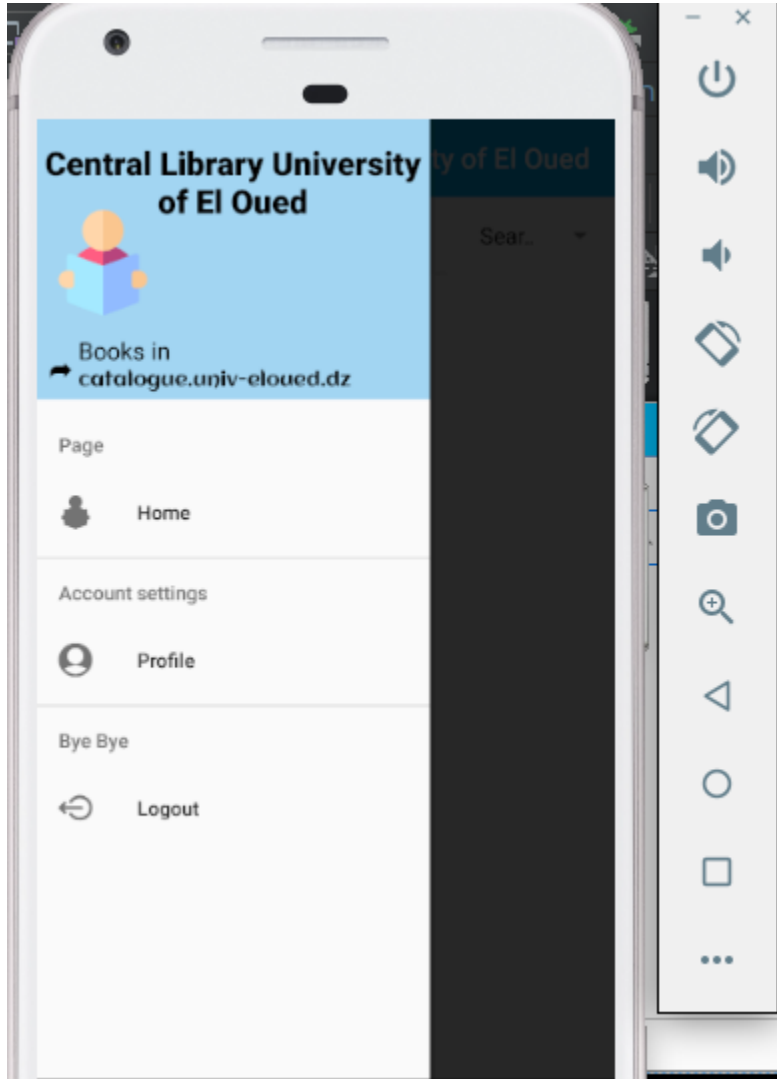 Central Library University
of El Oued
ty of El Oued
Sear..
Books in
catalogue.univ-eloued.dz
Page
Home
Account settings
Profile
Bye Bye
Logout